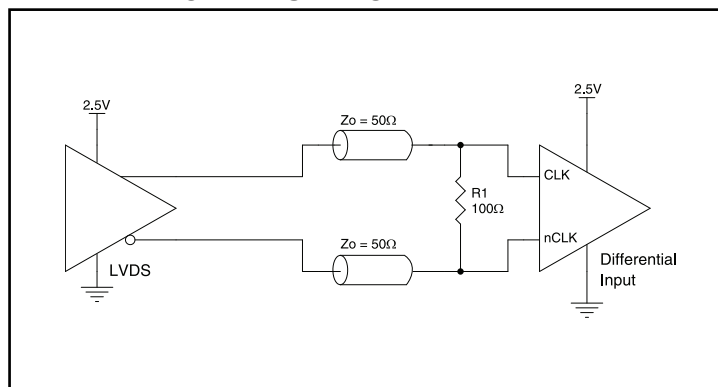 2.5V
2.5V
Zo = 50Ω
CLK
R1
100Ω
Zo = 50Ω
nCLK
LVDS
Differential
Input